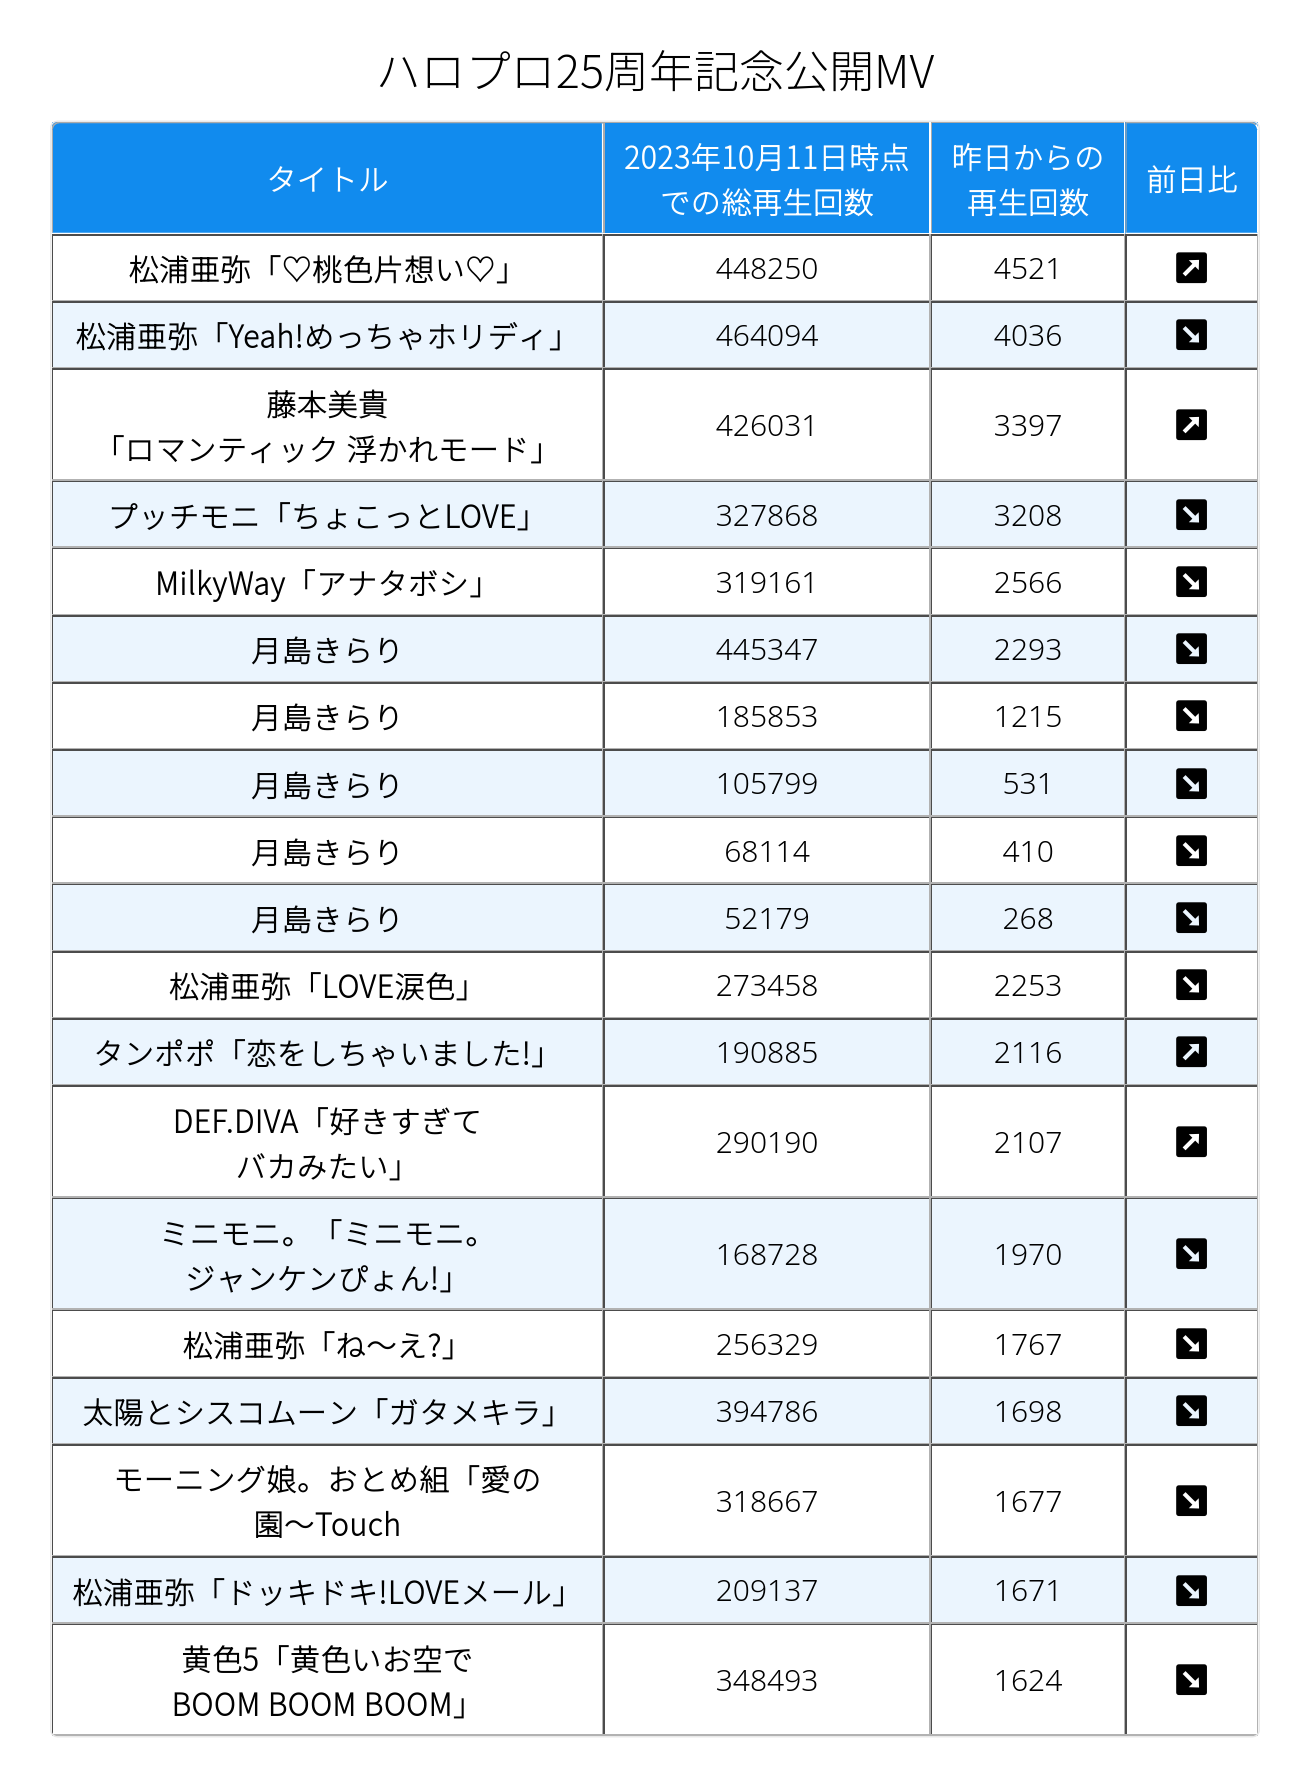 ハロプロ25周年記念公開MV
タイトル
2023年10月11日時点
での総再生回数
昨日からの
再生回数
前日比
松浦亜弥「♡桃色片想い♡」 448250 4521 ↗
松浦亜弥「Yeah!めっちゃホリディ」 464094 4036 ↘
藤本美貴
「ロマンティック 浮かれモード」 426031 3397 ↗
プッチモニ「ちょこっとLOVE」 327868 3208 ↘
MilkyWay「アナタボシ」 319161 2566 ↘
月島きらり 445347 2293 ↘
月島きらり 185853 1215 ↘
月島きらり 105799 531 ↘
月島きらり 68114 410 ↘
月島きらり 52179 268 ↘
松浦亜弥「LOVE涙色」 273458 2253 ↘
タンポポ「恋をしちゃいました!」 190885 2116 ↗
DEF.DIVA「好きすぎて
バカみたい」 290190 2107 ↗
ミニモニ。「ミニモニ。
ジャンケンぴょん!」 168728 1970 ↘
松浦亜弥「ね〜え?」 256329 1767 ↘
太陽とシスコムーン「ガタメキラ」 394786 1698 ↘
モーニング娘。おとめ組「愛の
園〜Touch 318667 1677 ↘
松浦亜弥「ドッキドキ!LOVEメール」 209137 1671 ↘
黄色5「黄色いお空で
BOOM BOOM BOOM」 348493 1624 ↘